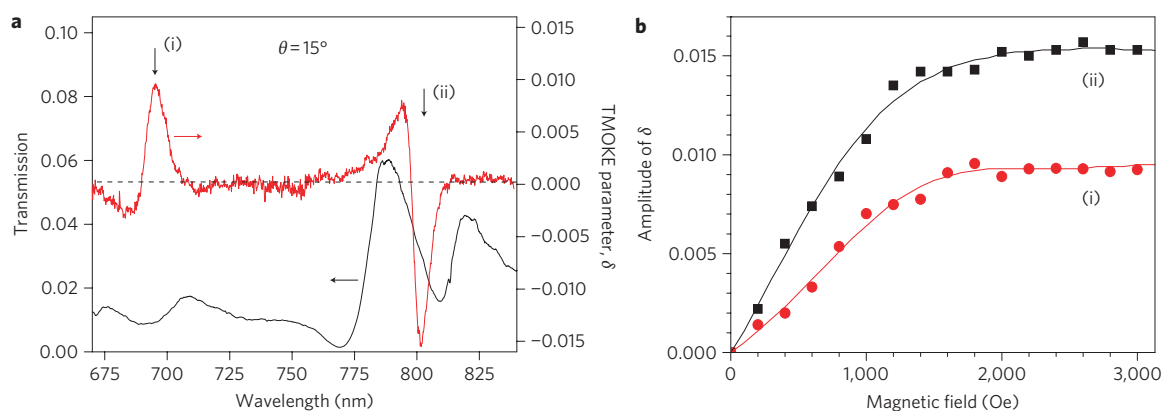 a
θ = 15°
(i)
(ii)
Transmission
0.10
0.08
0.06
0.04
0.02
0.00
0.015
0.010
0.005
0.000
−0.005
−0.010
−0.015
TMOKE parameter, δ
675 700 725 750 775 800 825
Wavelength (nm)
b
Amplitude of δ
0.015
0.010
0.005
0.000
(ii)
(i)
0 1,000 2,000 3,000
Magnetic field (Oe)